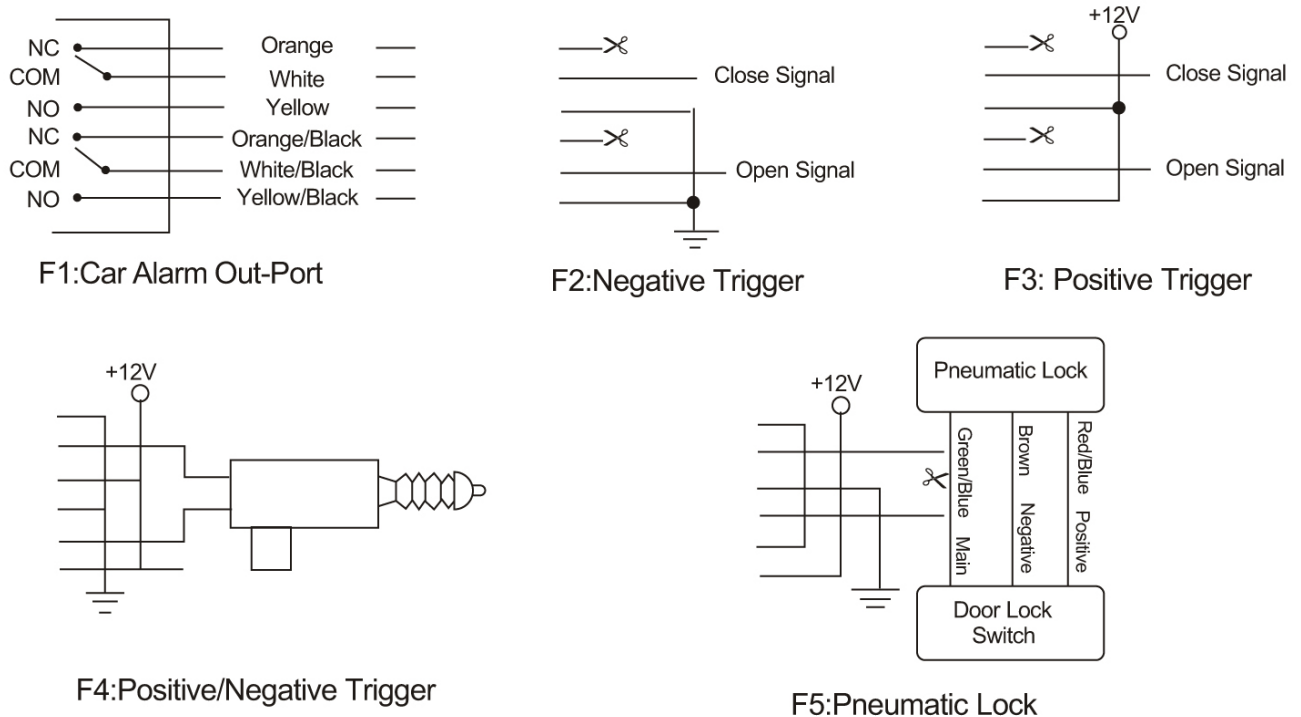 NC Orange
COM White
NO Yellow
NC Orange/Black
COM White/Black
NO Yellow/Black
F1:Car Alarm Out-Port
Close Signal
Open Signal
F2:Negative Trigger
+12V
Close Signal
Open Signal
F3: Positive Trigger
+12V
F4:Positive/Negative Trigger
+12V
Pneumatic Lock
Green/Blue Main
Brown Negative
Red/Blue Positive
Door Lock
Switch
F5:Pneumatic Lock